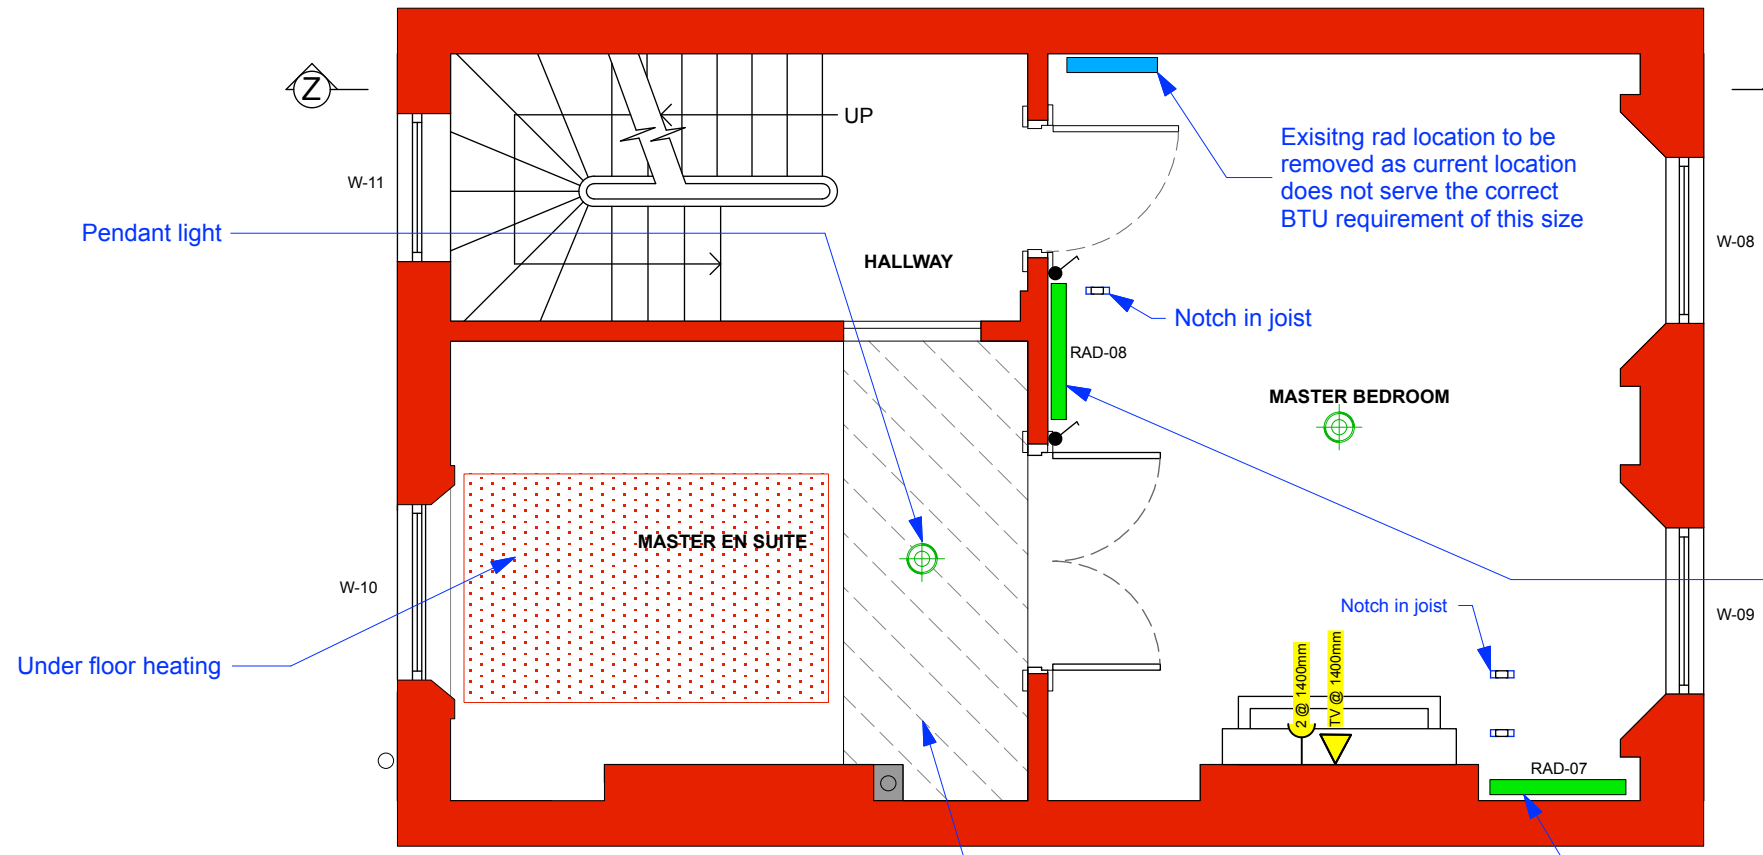 Z
UP
Exisitng rad location to be
removed as current location
does not serve the correct
BTU requirement of this size
W-11
Pendant light
W-08
HALLWAY
Notch in joist
RAD-08
MASTER BEDROOM
MASTER EN SUITE
W-10
Notch in joist
W-09
Under floor heating
2 @ 1400mm
TV @ 1400mm
RAD-07